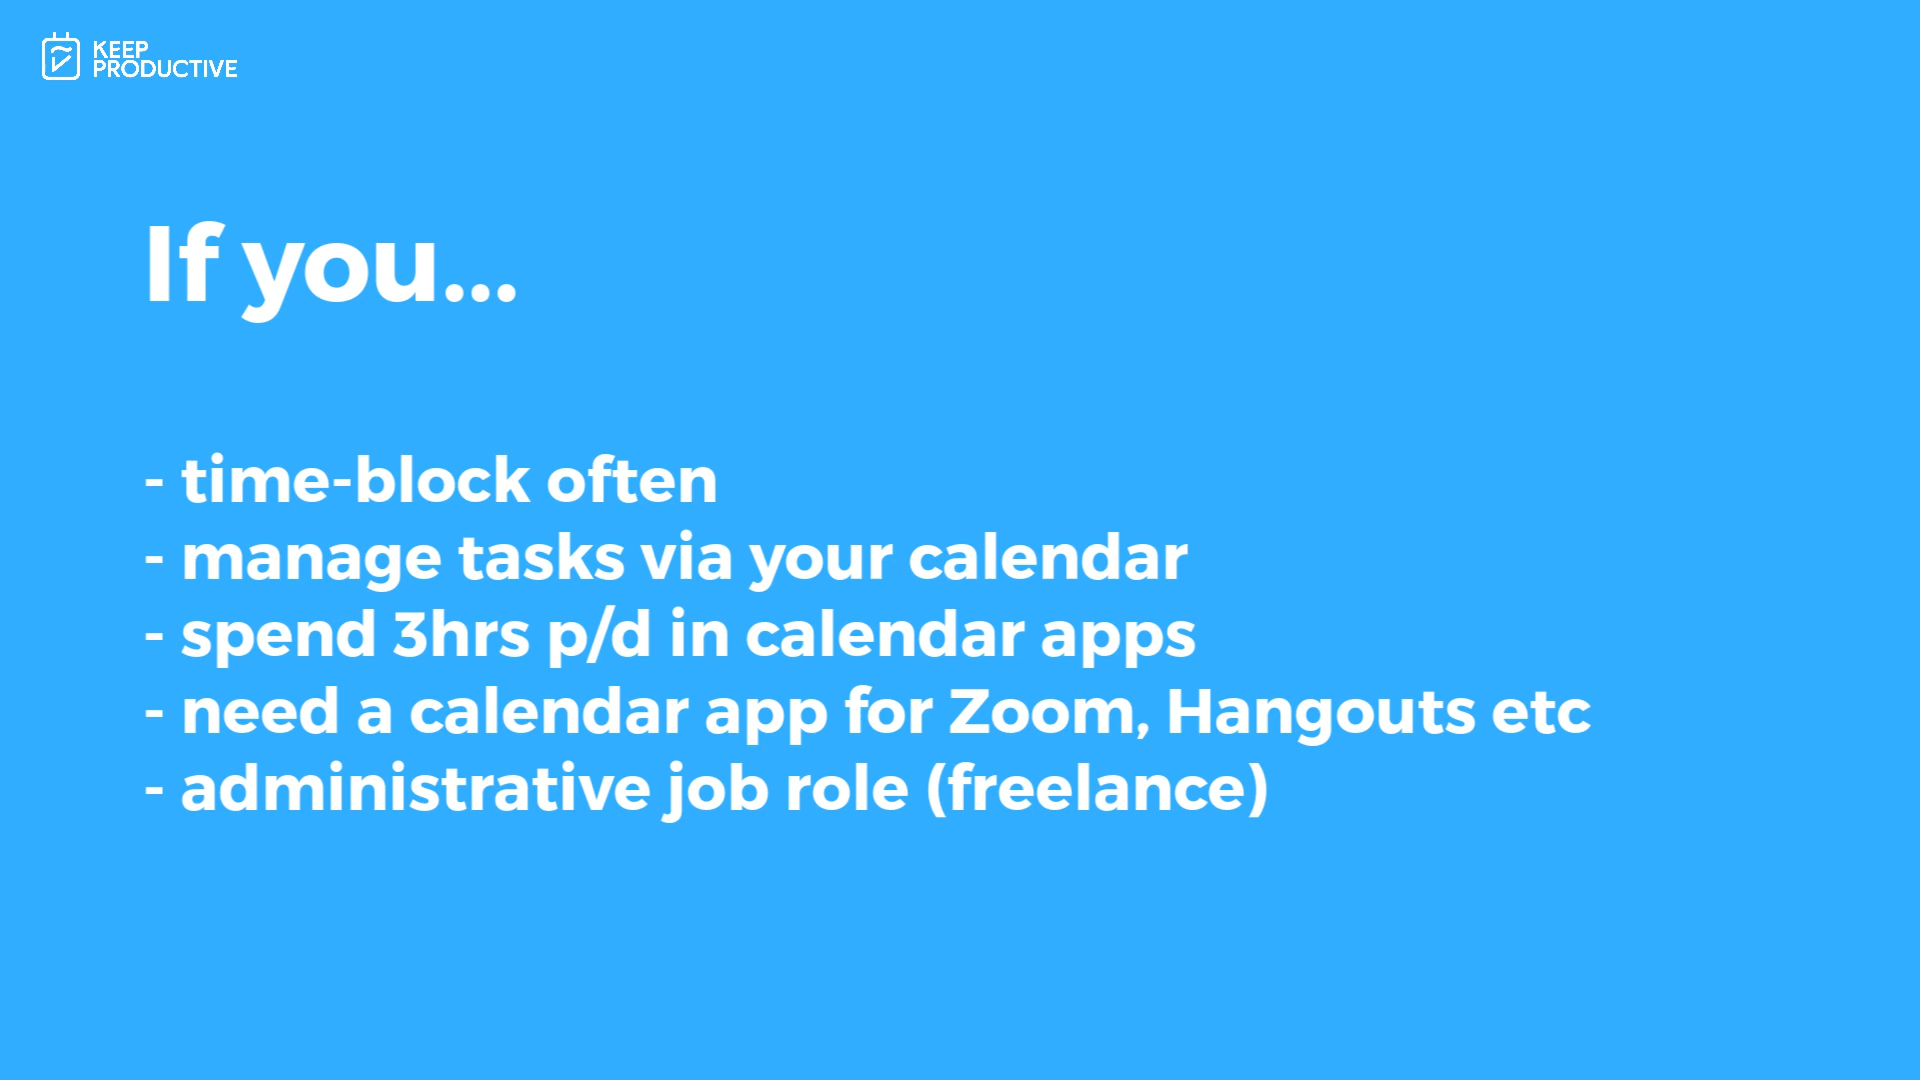 KEEP
PRODUCTIVE
If you...
- time-block often
- manage tasks via your calendar
- spend 3hrs p/d in calendar apps
- need a calendar app for Zoom, Hangouts etc
- administrative job role (freelance)